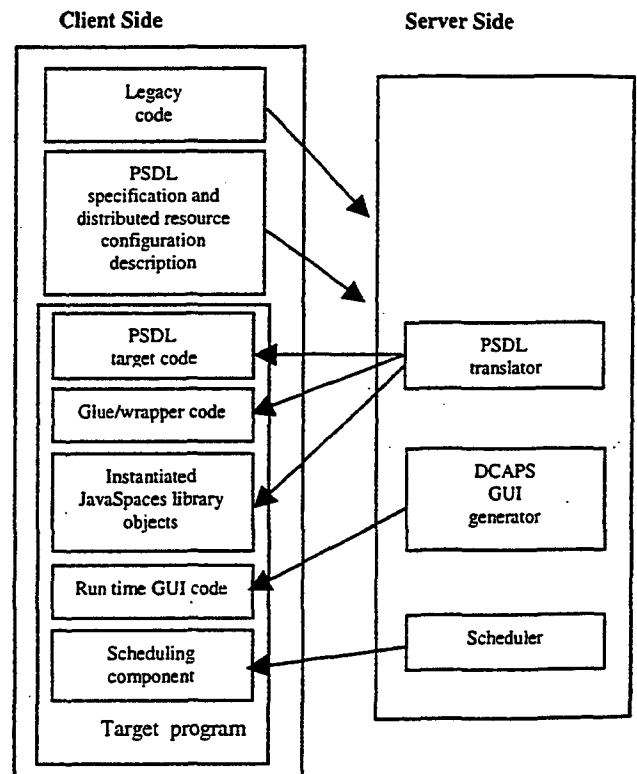 Client Side
Server Side
Legacy
code
PSDL
specification and
distributed resource
configuration
description
PSDL
target code
Glue/wrapper code
Instantiated
JavaSpaces library
objects
Run time GUI code
Scheduling
component
Target program
PSDL
translator
DCAPS
GUI
generator
Scheduler